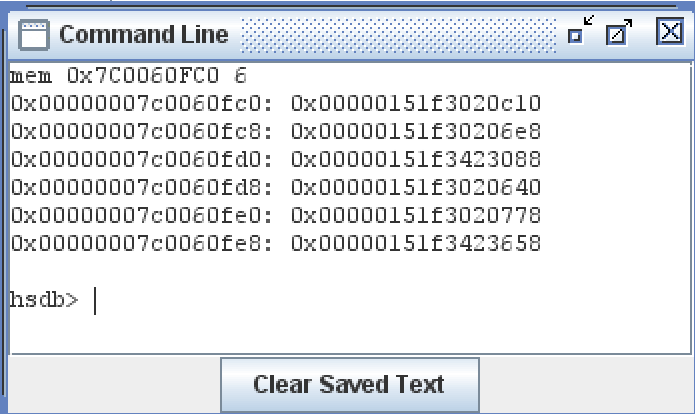 Command Line
mem 0x7C0060FC0 6
0x00000007c0060fc0: 0x00000151f3020c10
0x00000007c0060fc8: 0x00000151f30206e8
0x00000007c0060fd0: 0x00000151f3423088
0x00000007c0060fd8: 0x00000151f3020640
0x00000007c0060fe0: 0x00000151f3020778
0x00000007c0060fe8: 0x00000151f3423658
hsdb>
Clear Saved Text